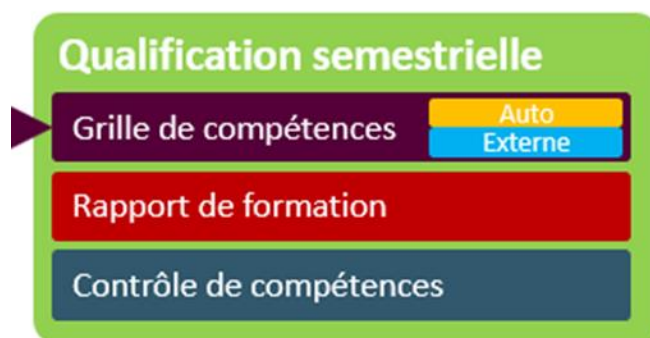 Qualification semestrielle
Grille de compétences
Auto
Externe
Rapport de formation
Contrôle de compétences